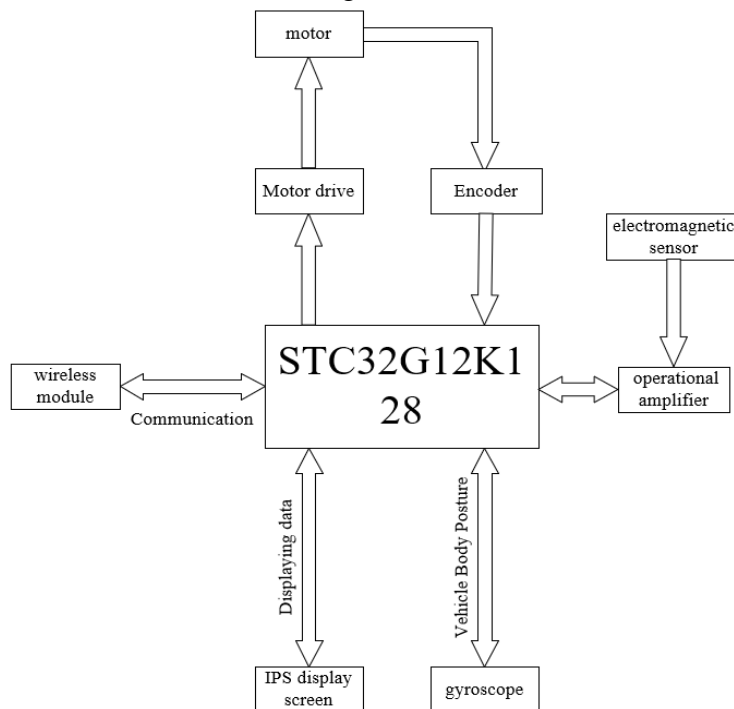 motor
Motor drive
Encoder
electromagnetic
sensor
STC32G12K1
28
wireless
module
Communication
operational
amplifier
Displaying data
Vehicle Body Posture
IPS display
screen
gyroscope